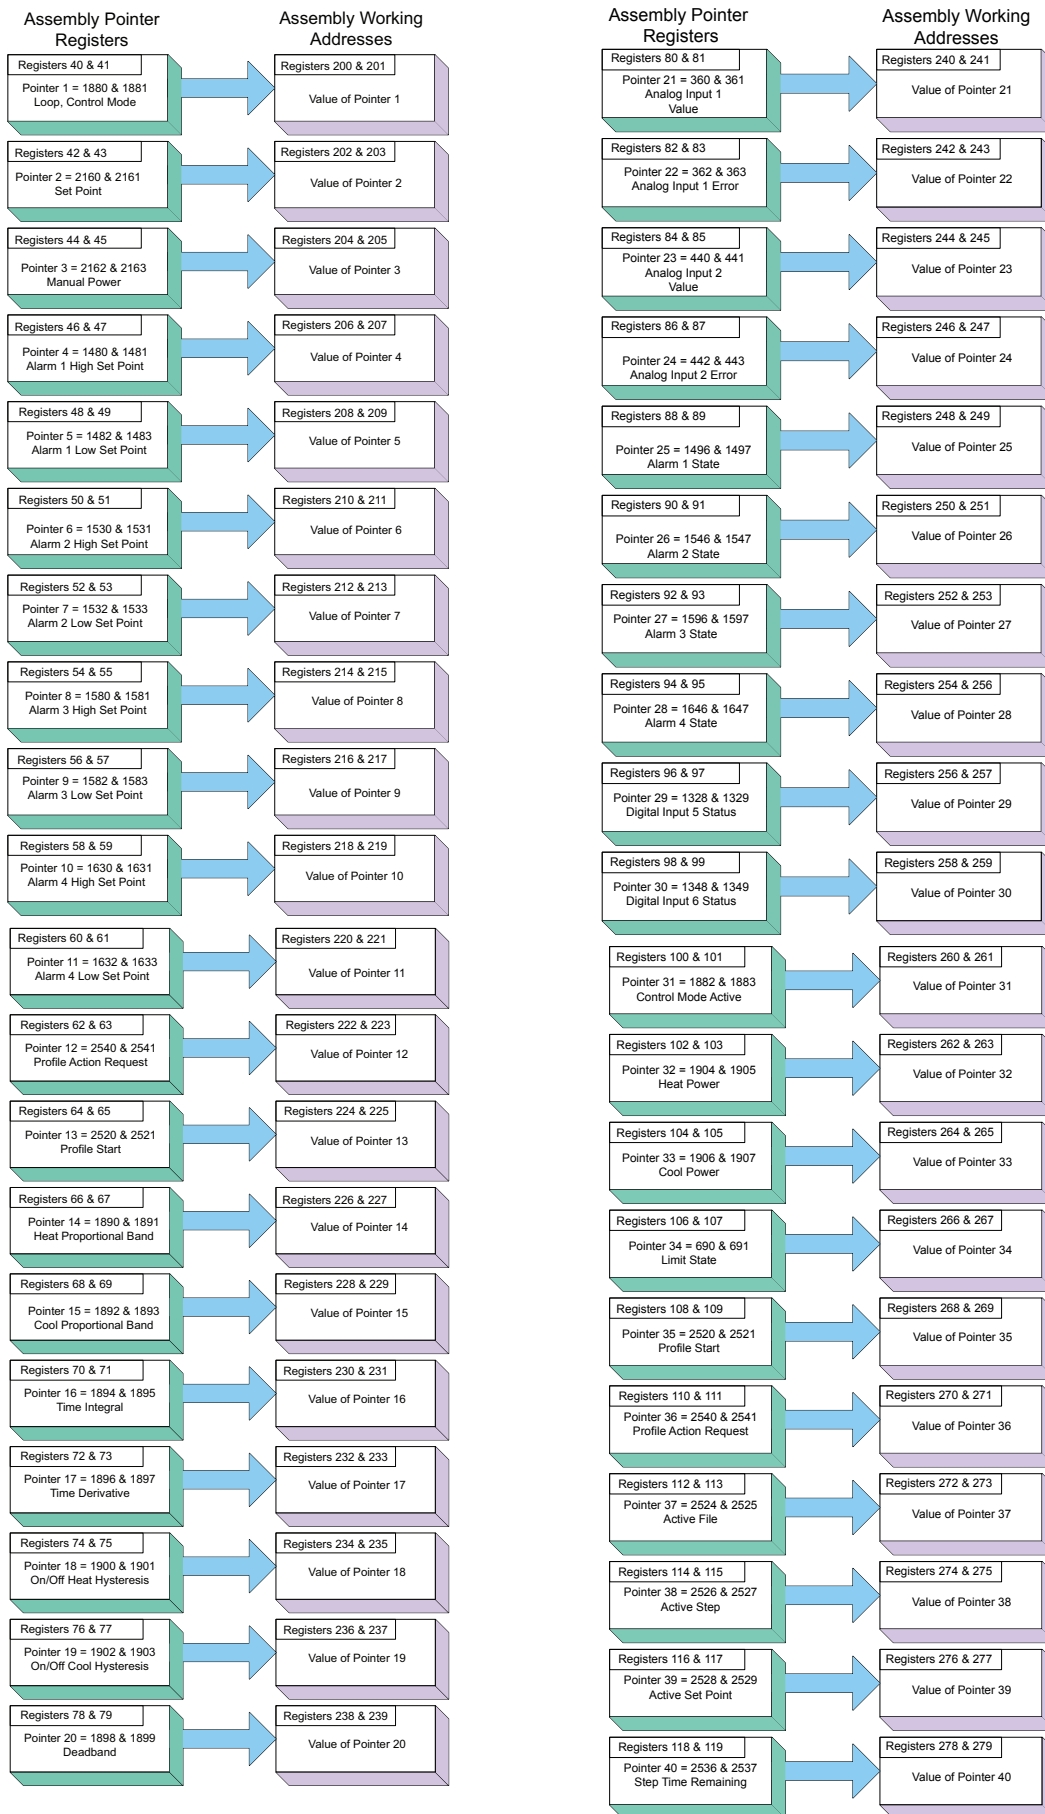 Assembly Pointer
Registers
Assembly Working
Addresses
Registers 40 & 41
Pointer 1 = 1880 & 1881
Loop, Control Mode
Registers 200 & 201
Value of Pointer 1
Registers 42 & 43
Pointer 2 = 2160 & 2161
Set Point
Registers 202 & 203
Value of Pointer 2
Registers 44 & 45
Pointer 3 = 2162 & 2163
Manual Power
Registers 204 & 205
Value of Pointer 3
Registers 46 & 47
Pointer 4 = 1480 & 1481
Alarm 1 High Set Point
Registers 206 & 207
Value of Pointer 4
Registers 48 & 49
Pointer 5 = 1482 & 1483
Alarm 1 Low Set Point
Registers 208 & 209
Value of Pointer 5
Registers 50 & 51
Pointer 6 = 1530 & 1531
Alarm 2 High Set Point
Registers 210 & 211
Value of Pointer 6
Registers 52 & 53
Pointer 7 = 1532 & 1533
Alarm 2 Low Set Point
Registers 212 & 213
Value of Pointer 7
Registers 54 & 55
Pointer 8 = 1580 & 1581
Alarm 3 High Set Point
Registers 214 & 215
Value of Pointer 8
Registers 56 & 57
Pointer 9 = 1582 & 1583
Alarm 3 Low Set Point
Registers 216 & 217
Value of Pointer 9
Registers 58 & 59
Pointer 10 = 1630 & 1631
Alarm 4 High Set Point
Registers 218 & 219
Value of Pointer 10
Registers 60 & 61
Pointer 11 = 1632 & 1633
Alarm 4 Low Set Point
Registers 220 & 221
Value of Pointer 11
Registers 62 & 63
Pointer 12 = 2540 & 2541
Profile Action Request
Registers 222 & 223
Value of Pointer 12
Registers 64 & 65
Pointer 13 = 2520 & 2521
Profile Start
Registers 224 & 225
Value of Pointer 13
Registers 66 & 67
Pointer 14 = 1890 & 1891
Heat Proportional Band
Registers 226 & 227
Value of Pointer 14
Registers 68 & 69
Pointer 15 = 1892 & 1893
Cool Proportional Band
Registers 228 & 229
Value of Pointer 15
Registers 70 & 71
Pointer 16 = 1894 & 1895
Time Integral
Registers 230 & 231
Value of Pointer 16
Registers 72 & 73
Pointer 17 = 1896 & 1897
Time Derivative
Registers 232 & 233
Value of Pointer 17
Registers 74 & 75
Pointer 18 = 1900 & 1901
On/Off Heat Hysteresis
Registers 234 & 235
Value of Pointer 18
Registers 76 & 77
Pointer 19 = 1902 & 1903
On/Off Cool Hysteresis
Registers 236 & 237
Value of Pointer 19
Registers 78 & 79
Pointer 20 = 1898 & 1899
Deadband
Registers 238 & 239
Value of Pointer 20
Assembly Pointer
Registers
Assembly Working
Addresses
Registers 80 & 81
Pointer 21 = 360 & 361
Analog Input 1
Value
Registers 240 & 241
Value of Pointer 21
Registers 82 & 83
Pointer 22 = 362 & 363
Analog Input 1 Error
Registers 242 & 243
Value of Pointer 22
Registers 84 & 85
Pointer 23 = 440 & 441
Analog Input 2
Value
Registers 244 & 245
Value of Pointer 23
Registers 86 & 87
Pointer 24 = 442 & 443
Analog Input 2 Error
Registers 246 & 247
Value of Pointer 24
Registers 88 & 89
Pointer 25 = 1496 & 1497
Alarm 1 State
Registers 248 & 249
Value of Pointer 25
Registers 90 & 91
Pointer 26 = 1546 & 1547
Alarm 2 State
Registers 250 & 251
Value of Pointer 26
Registers 92 & 93
Pointer 27 = 1596 & 1597
Alarm 3 State
Registers 252 & 253
Value of Pointer 27
Registers 94 & 95
Pointer 28 = 1646 & 1647
Alarm 4 State
Registers 254 & 256
Value of Pointer 28
Registers 96 & 97
Pointer 29 = 1328 & 1329
Digital Input 5 Status
Registers 256 & 257
Value of Pointer 29
Registers 98 & 99
Pointer 30 = 1348 & 1349
Digital Input 6 Status
Registers 258 & 259
Value of Pointer 30
Registers 100 & 101
Pointer 31 = 1882 & 1883
Control Mode Active
Registers 260 & 261
Value of Pointer 31
Registers 102 & 103
Pointer 32 = 1904 & 1905
Heat Power
Registers 262 & 263
Value of Pointer 32
Registers 104 & 105
Pointer 33 = 1906 & 1907
Cool Power
Registers 264 & 265
Value of Pointer 33
Registers 106 & 107
Pointer 34 = 690 & 691
Limit State
Registers 266 & 267
Value of Pointer 34
Registers 108 & 109
Pointer 35 = 2520 & 2521
Profile Start
Registers 268 & 269
Value of Pointer 35
Registers 110 & 111
Pointer 36 = 2540 & 2541
Profile Action Request
Registers 270 & 271
Value of Pointer 36
Registers 112 & 113
Pointer 37 = 2524 & 2525
Active File
Registers 272 & 273
Value of Pointer 37
Registers 114 & 115
Pointer 38 = 2526 & 2527
Active Step
Registers 274 & 275
Value of Pointer 38
Registers 116 & 117
Pointer 39 = 2528 & 2529
Active Set Point
Registers 276 & 277
Value of Pointer 39
Registers 118 & 119
Pointer 40 = 2536 & 2537
Step Time Remaining
Registers 278 & 279
Value of Pointer 40